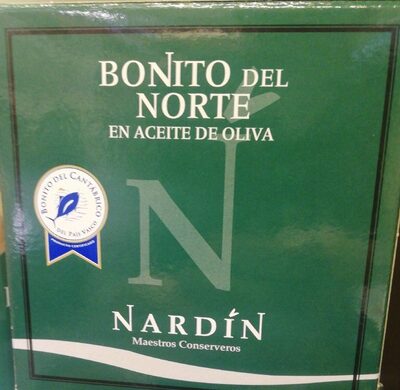 BONITO DEL
NORTE
EN ACEITE DE OLIVA
BONITO DEL CANTÁBRICO
DEL PAÍS VASCO
Ń
NARDÍN
Maestros Conserveros